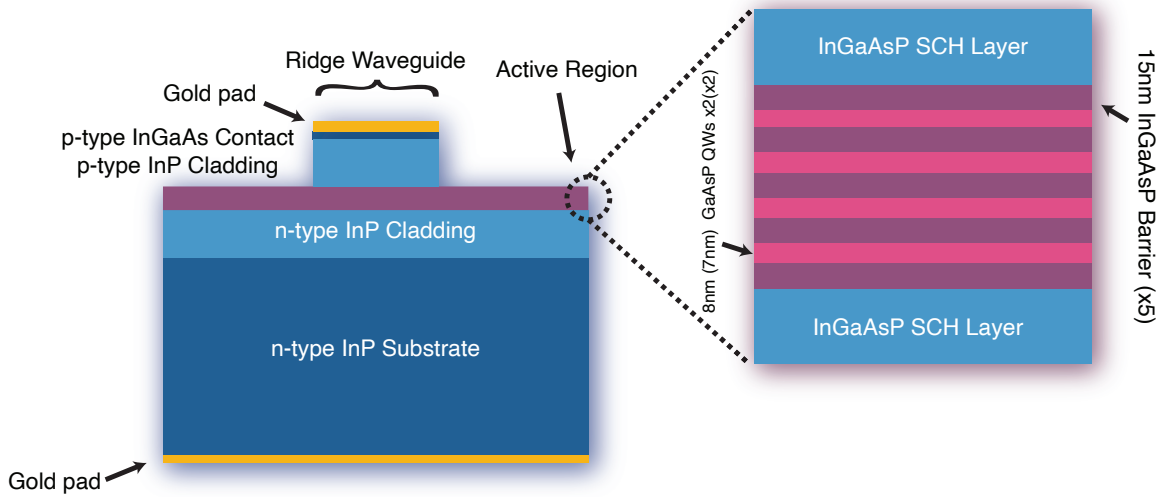 Ridge Waveguide
Gold pad
p-type InGaAs Contact
p-type InP Cladding
Active Region
n-type InP Cladding
n-type InP Substrate
Gold pad
InGaAsP SCH Layer
8nm (7nm) GaAsP QWs x2(x2)
15nm InGaAsP Barrier (x5)
InGaAsP SCH Layer